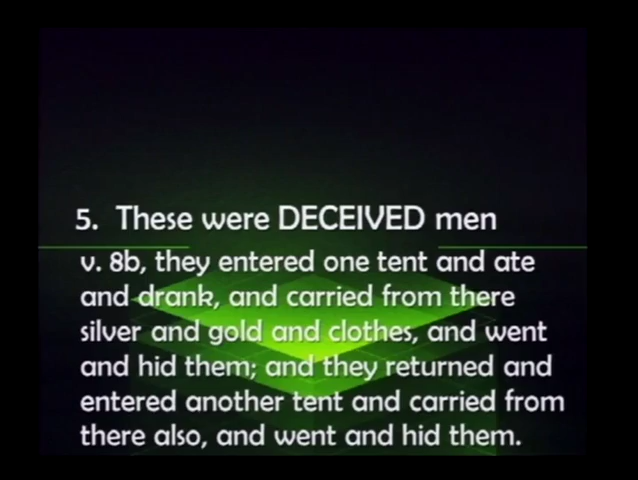 5. These were DECEIVED men
v. 8b, they entered one tent and ate
and drank, and carried from there
silver and gold and clothes, and went
and hid them; and they returned and
entered another tent and carried from
there also, and went and hid them.